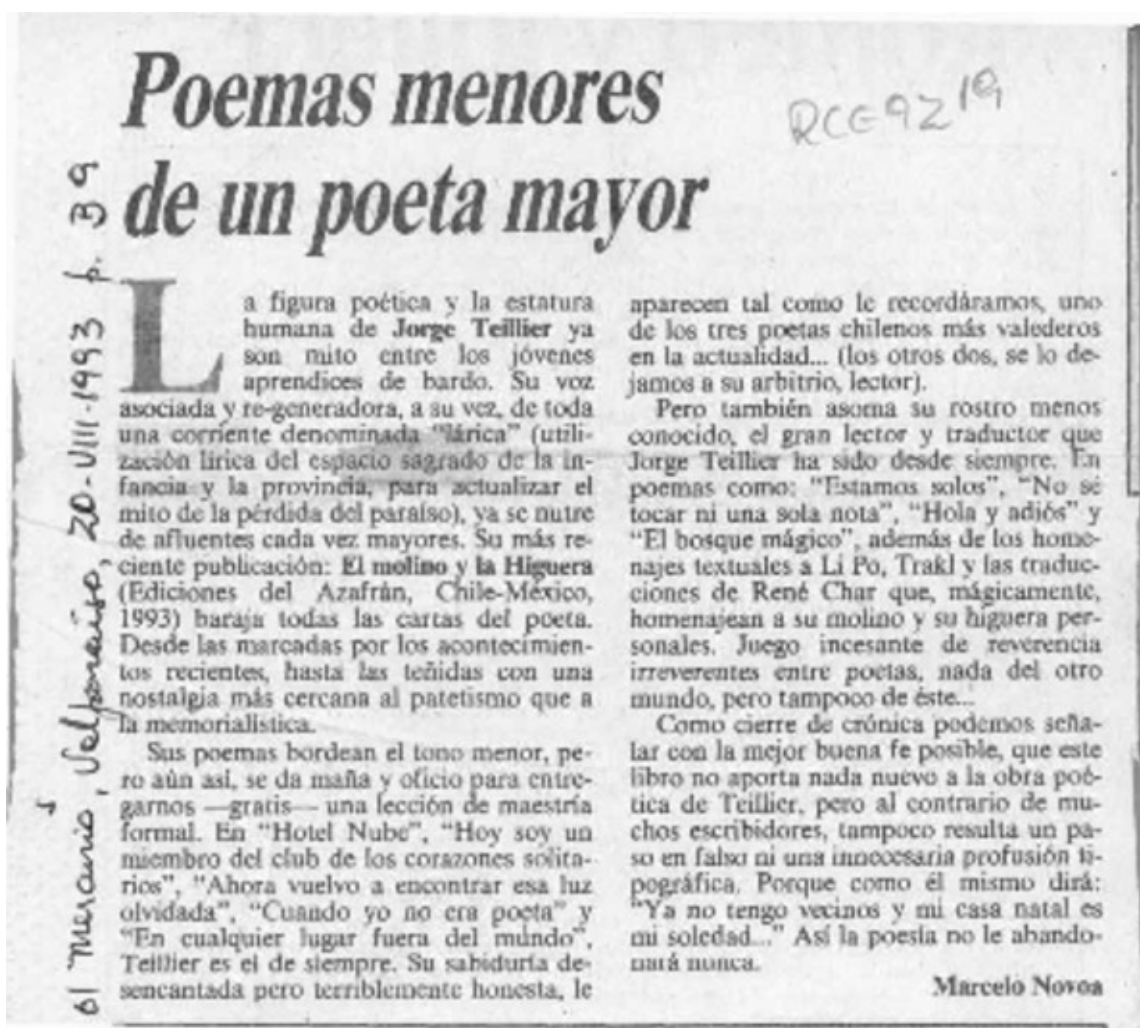 Poemas menores
de un poeta mayor
RCE92 19
El Mercurio, Valparaíso, 20-VIII-1993 p. B9
La figura poética y la estatura
humana de Jorge Teillier ya
son mito entre los jóvenes
aprendices de bardo. Su voz
asociada y re-generadora, a su vez, de toda
una corriente denominada "lárica" (utili-
zación lírica del espacio sagrado de la in-
fancia y la provincia, para actualizar el
mito de la pérdida del paraíso), ya se nutre
de afluentes cada vez mayores. Su más re-
ciente publicación: El molino y la Higuera
(Ediciones del Azafrán, Chile-México,
1993) baraja todas las cartas del poeta.
Desde las marcadas por los acontecimien-
tos recientes, hasta las teñidas con una
nostalgia más cercana al patetismo que a
la memorialística.
Sus poemas bordean el tono menor, pe-
ro aún así, se da maña y oficio para entre-
garnos —gratis— una lección de maestría
formal. En "Hotel Nube", "Hoy soy un
miembro del club de los corazones solita-
rios", "Ahora vuelvo a encontrar esa luz
olvidada", "Cuando yo no era poeta" y
"En cualquier lugar fuera del mundo",
Teillier es el de siempre. Su sabiduría de-
sencantada pero terriblemente honesta, le
aparecen tal como le recordáramos, uno
de los tres poetas chilenos más valederos
en la actualidad... (los otros dos, se lo de-
jamos a su arbitrio, lector).
Pero también asoma su rostro menos
conocido, el gran lector y traductor que
Jorge Teillier ha sido desde siempre. En
poemas como: "Estamos solos", "No sé
tocar ni una sola nota", "Hola y adiós" y
"El bosque mágico", además de los home-
najes textuales a Li Po, Trakl y las traduc-
ciones de René Char que, mágicamente,
homenajean a su molino y su higuera per-
sonales. Juego incesante de reverencia
irreverentes entre poetas, nada del otro
mundo, pero tampoco de éste...
Como cierre de crónica podemos seña-
lar con la mejor buena fe posible, que este
libro no aporta nada nuevo a la obra poé-
tica de Teillier, pero al contrario de mu-
chos escribidores, tampoco resulta un pa-
so en falso ni una innecesaria profusión ti-
pográfica. Porque como él mismo dirá:
"Ya no tengo vecinos y mi casa natal es
mi soledad..." Así la poesía no le abando-
nará nunca.
Marcelo Novoa